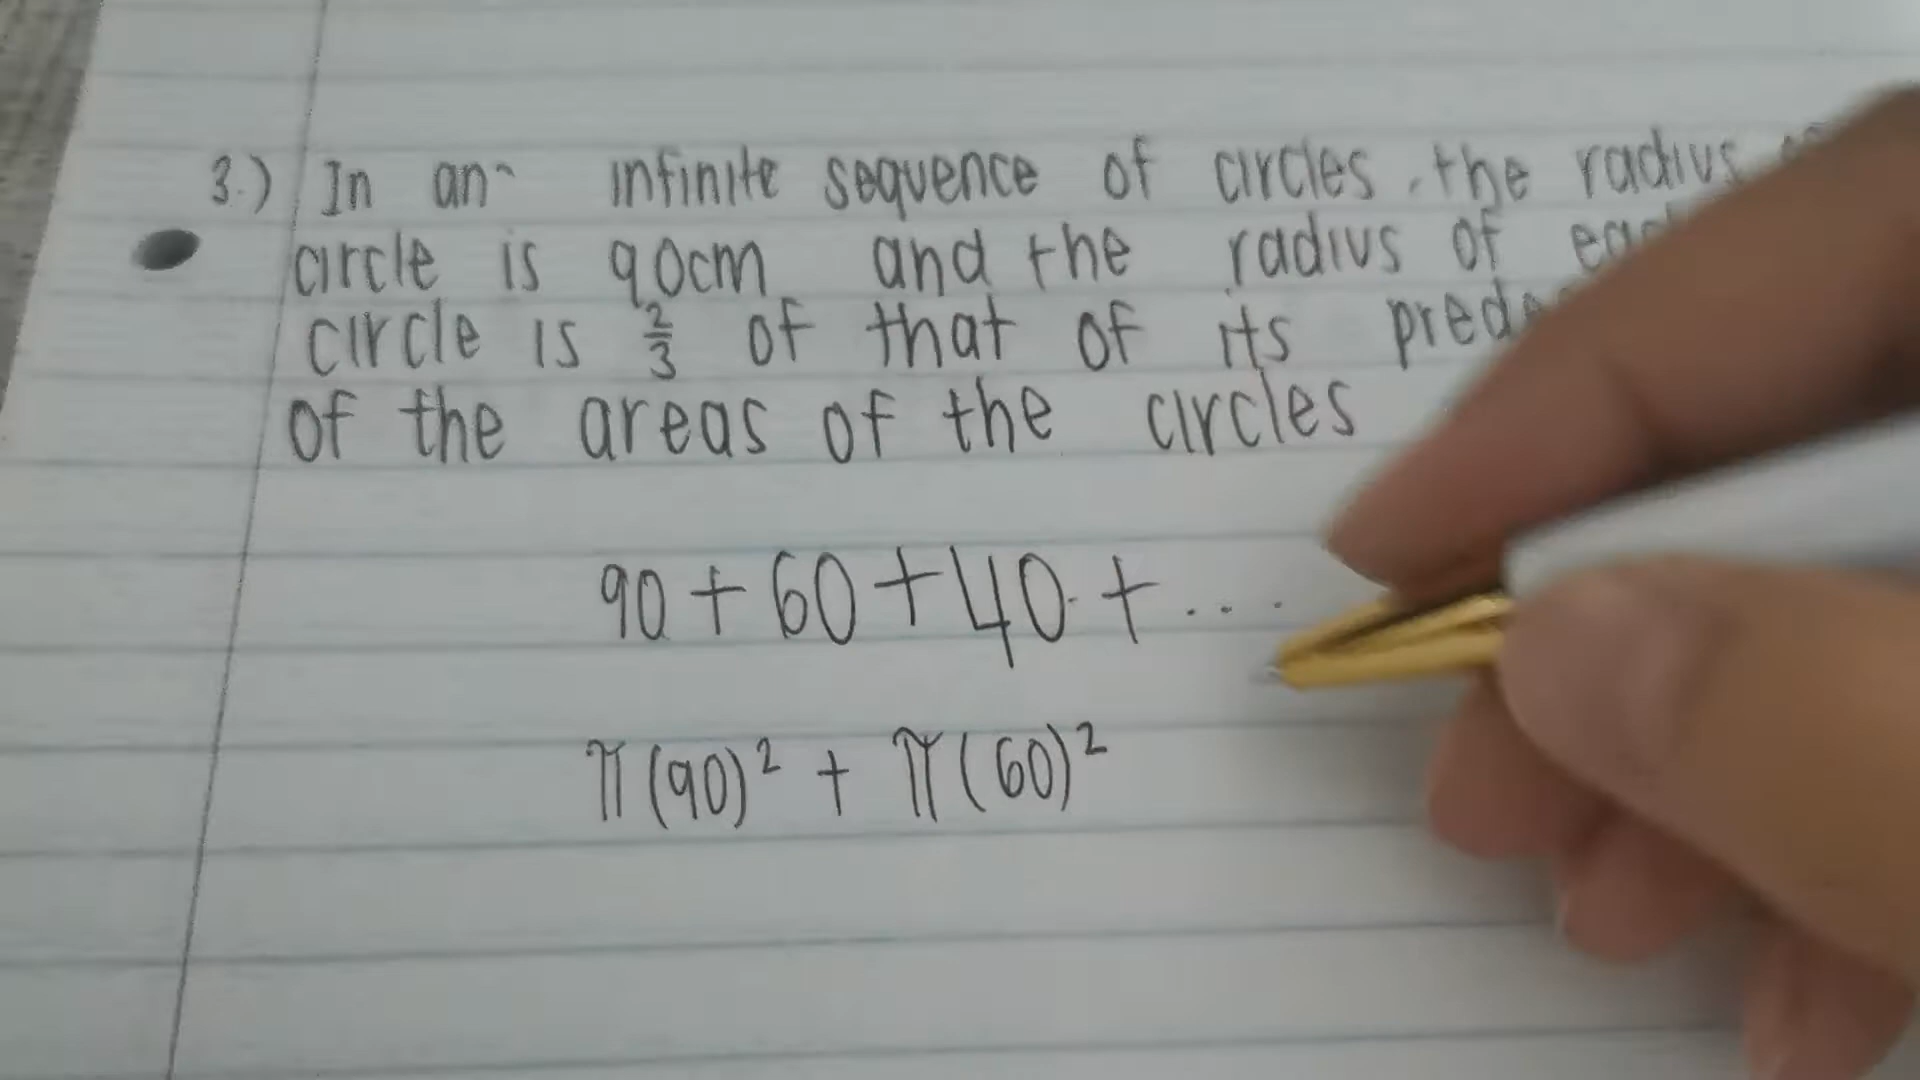 3.) In an infinite sequence of circles, the radius
circle is 90cm and the radius of
circle is 2/3 of that of its
of the areas of the circles
90 + 60 + 40 + ...
π(90)² + π(60)²